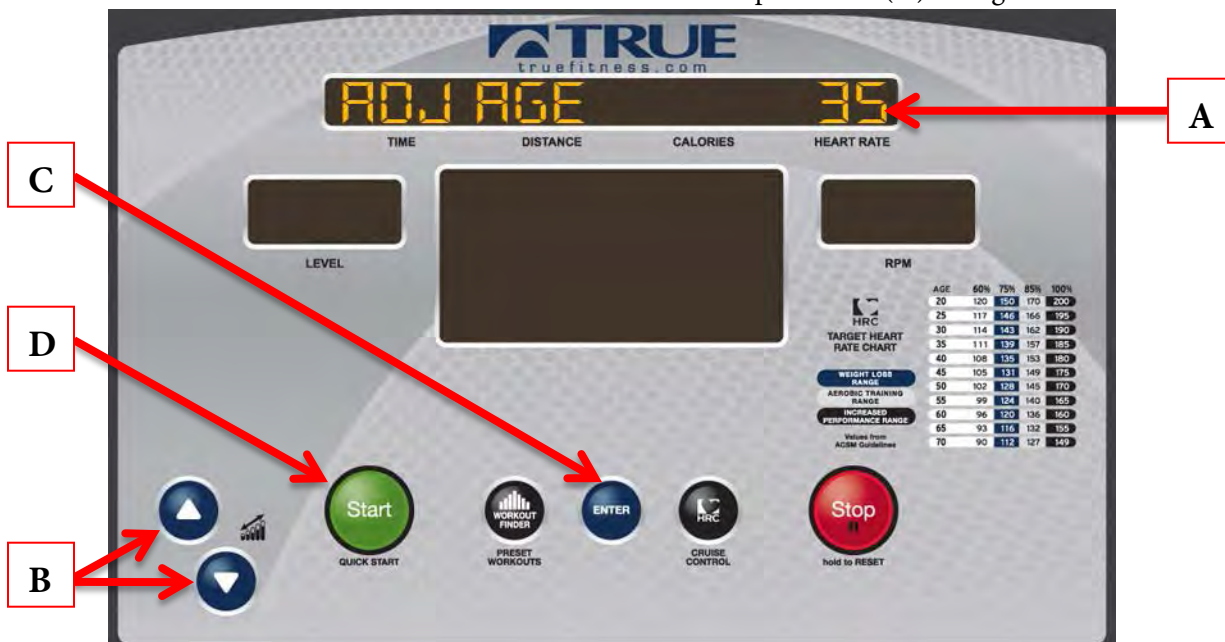 TRUE
truefitness.com
ADJ AGE 35
A
TIME DISTANCE CALORIES HEART RATE
C
LEVEL
RPM
D
HRC
TARGET HEART
RATE CHART
WEIGHT LOSS
RANGE
AEROBIC TRAINING
RANGE
INCREASED
PERFORMANCE RANGE
Values from
ACSM Guidelines
AGE 60% 75% 85% 100%
20 120 150 170 200
25 117 146 166 195
30 114 143 162 190
35 111 139 157 185
40 108 135 153 180
45 105 131 149 175
50 102 128 145 170
55 99 124 140 165
60 96 120 136 160
65 93 116 132 155
70 90 112 127 149
Start
QUICK START
WORKOUT
FINDER
PRESET
WORKOUTS
ENTER
HRC
CRUISE
CONTROL
Stop
hold to RESET
B